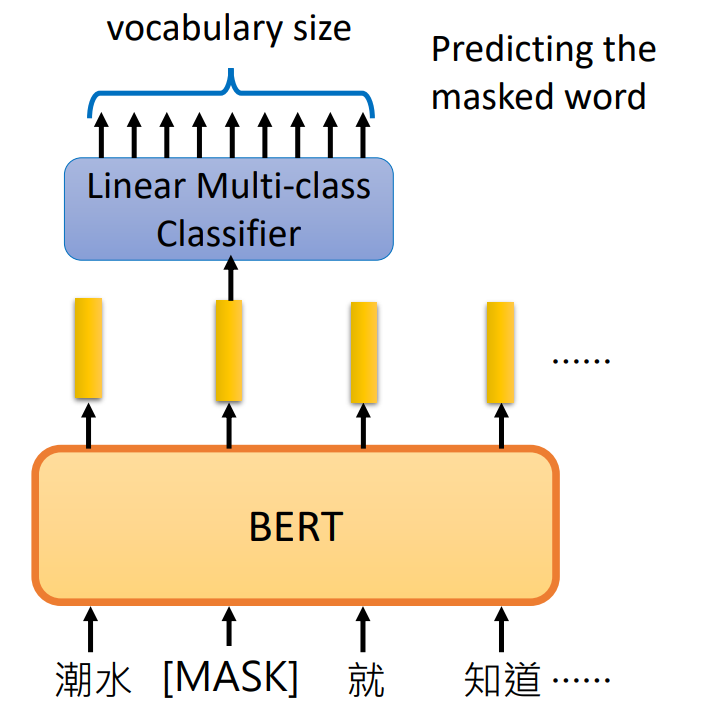 vocabulary size
Predicting the
masked word
Linear Multi-class
Classifier
······
BERT
潮水 [MASK] 就 知道 ······